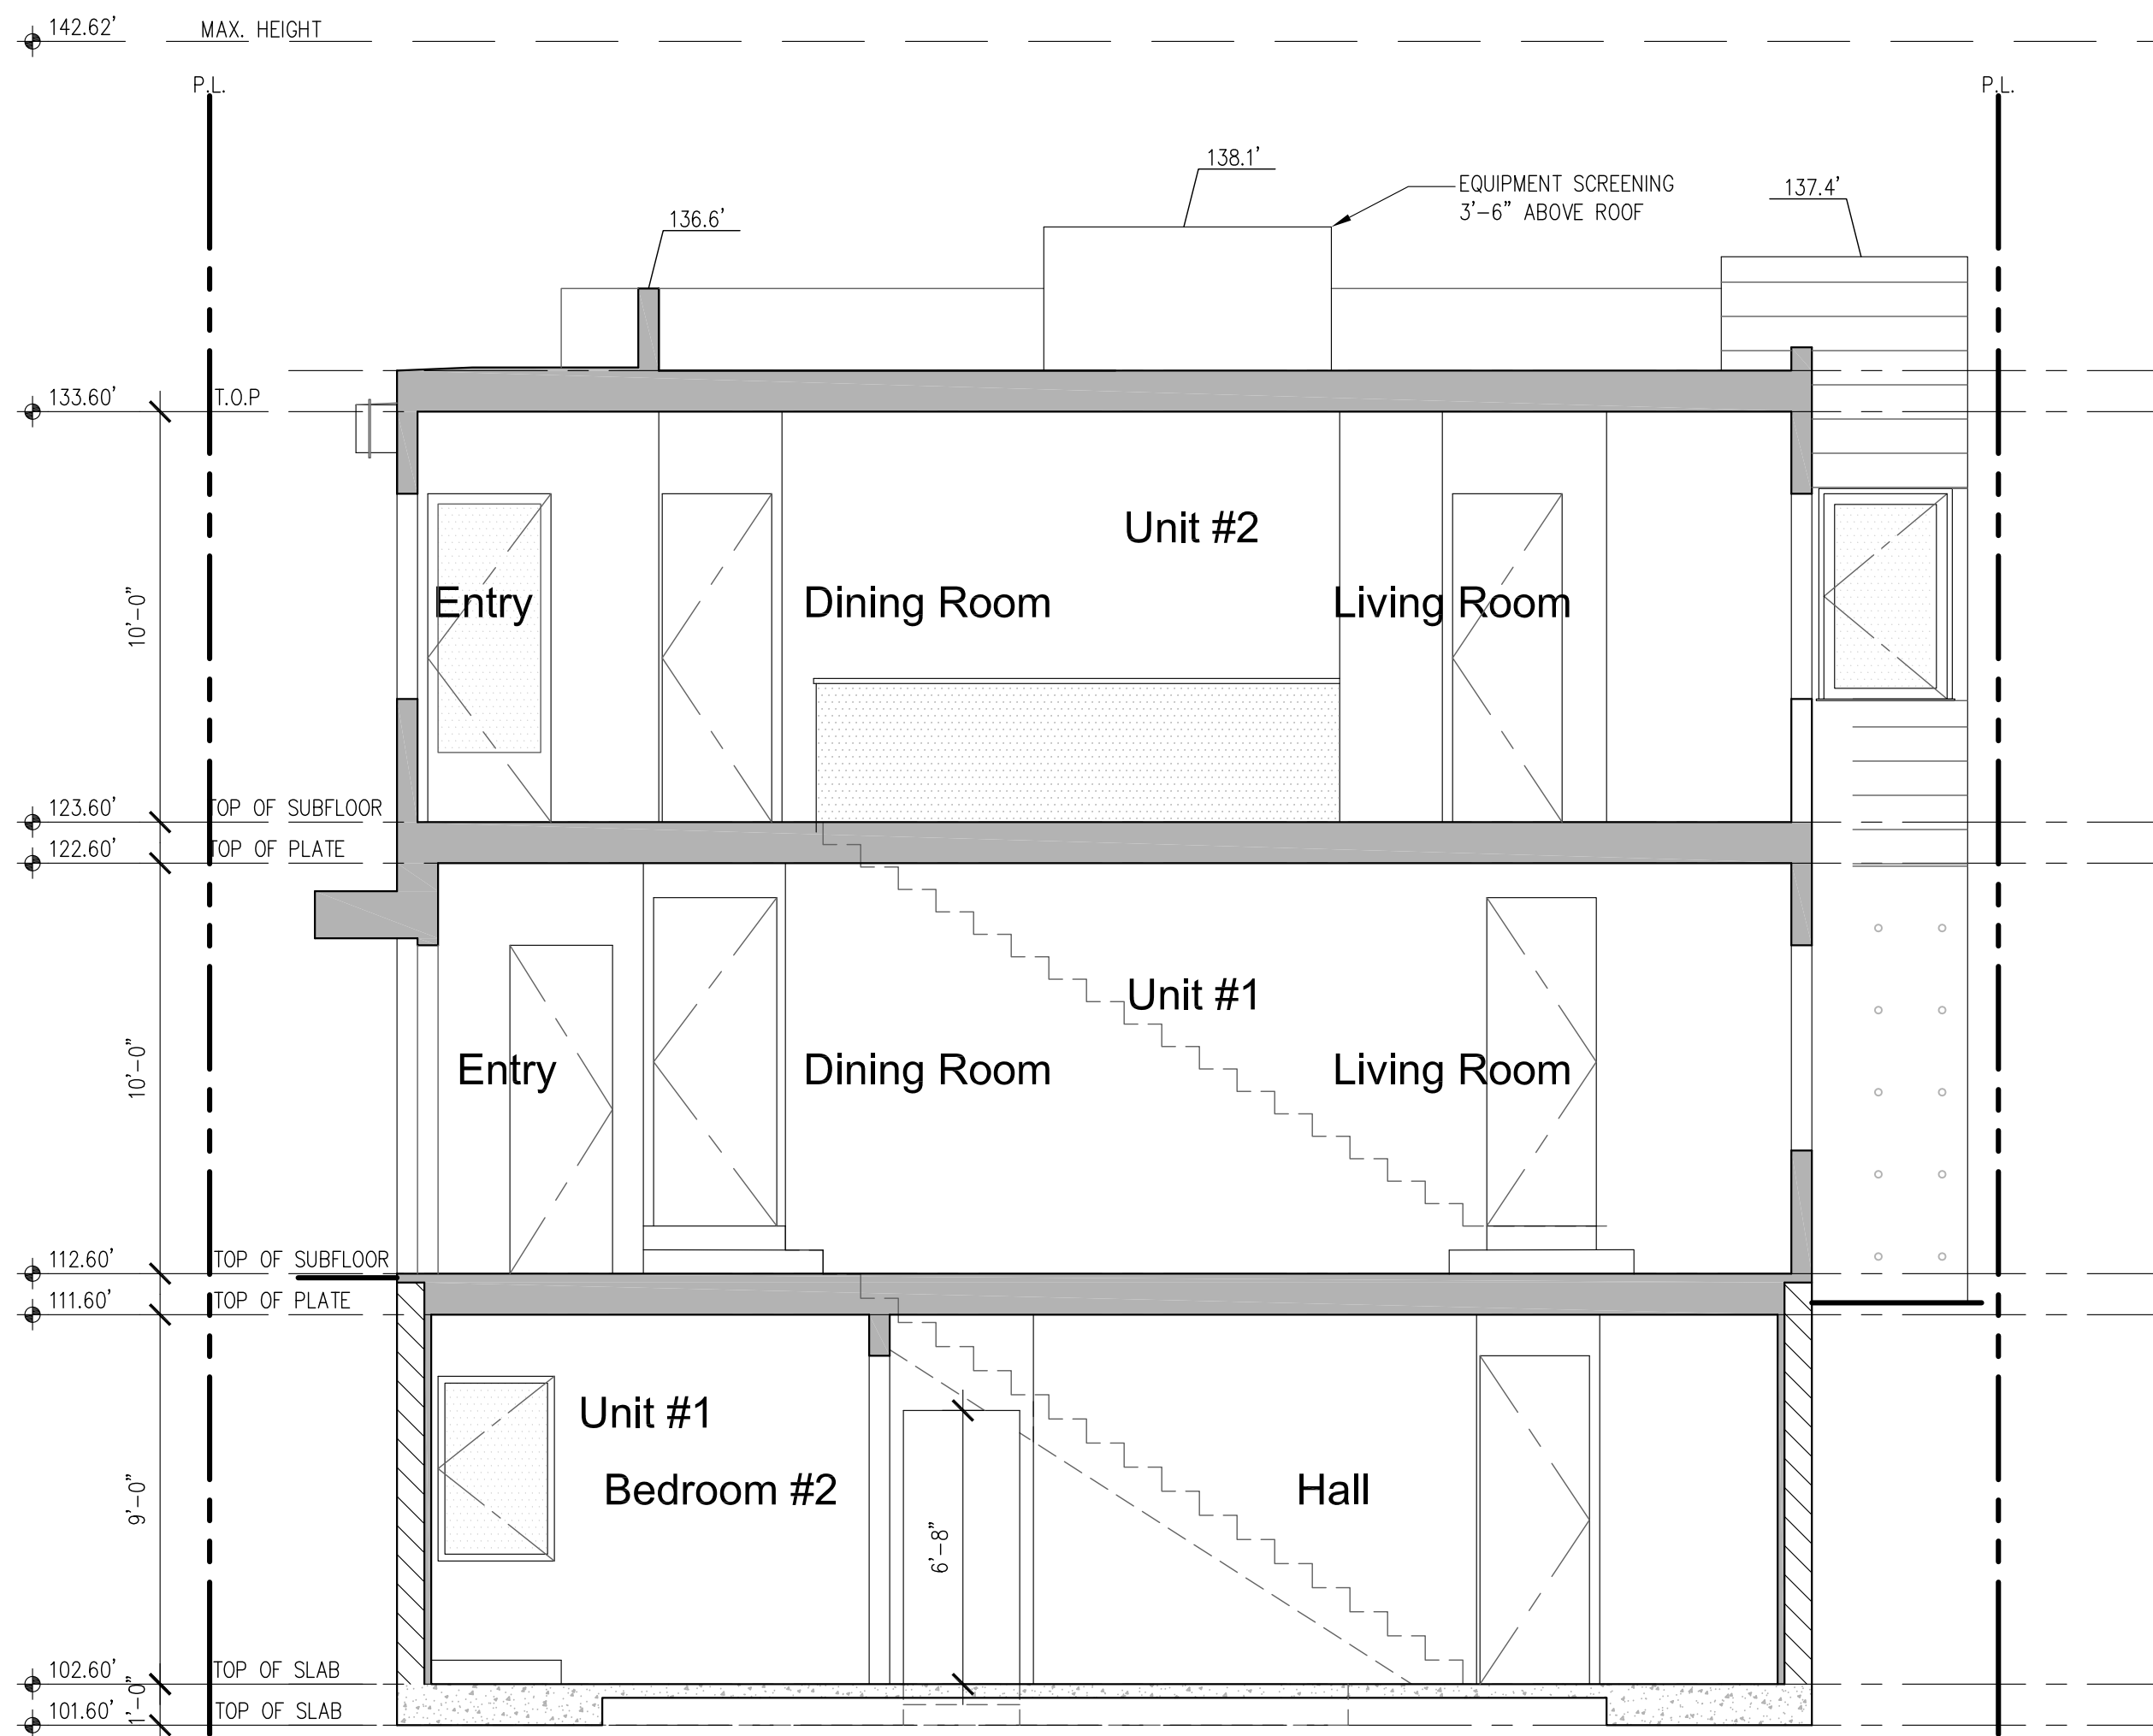 142.62’ MAX. HEIGHT
P.L. P.L.
138.1’
EQUIPMENT SCREENING
3’-6” ABOVE ROOF
137.4’
136.6’
133.60’ T.O.P
Unit #2
Entry Dining Room Living Room
10’-0”
123.60’ TOP OF SUBFLOOR
122.60’ TOP OF PLATE
Unit #1
Entry Dining Room Living Room
10’-0”
112.60’ TOP OF SUBFLOOR
111.60’ TOP OF PLATE
Unit #1
Bedroom #2 Hall
9’-0”
6’-8”
102.60’ TOP OF SLAB
1’-0”
101.60’ TOP OF SLAB